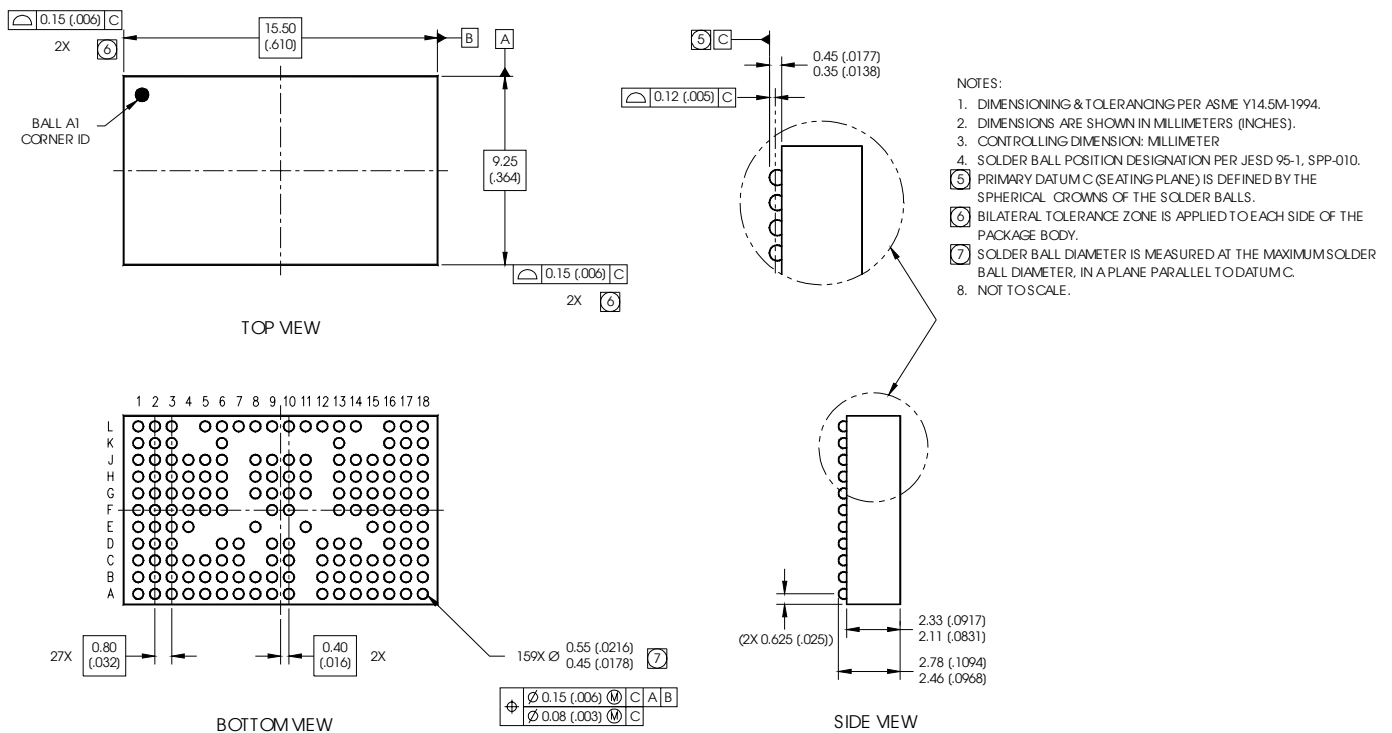 0.15 (.006) C
2X 6
15.50
(.610)
B
A
BALL A1
CORNER ID
9.25
(.364)
0.15 (.006) C
2X 6
TOP VIEW
5 C
0.45 (.0177)
0.35 (.0138)
0.12 (.005) C
NOTES:
1. DIMENSIONING & TOLERANCING PER ASME Y14.5M-1994.
2. DIMENSIONS ARE SHOWN IN MILLIMETERS (INCHES).
3. CONTROLLING DIMENSION: MILLIMETER
4. SOLDER BALL POSITION DESIGNATION PER JESD 95-1, SPP-010.
5 PRIMARY DATUM C (SEATING PLANE) IS DEFINED BY THE
SPHERICAL CROWNS OF THE SOLDER BALLS.
6 BILATERAL TOLERANCE ZONE IS APPLIED TO EACH SIDE OF THE
PACKAGE BODY.
7 SOLDER BALL DIAMETER IS MEASURED AT THE MAXIMUM SOLDER
BALL DIAMETER, IN A PLANE PARALLEL TO DATUM C.
8. NOT TO SCALE.
1 2 3 4 5 6 7 8 9 10 11 12 13 14 15 16 17 18
L
K
J
H
G
F
E
D
C
B
A
27X
0.80
(.032)
0.40
(.016)
2X
159X Ø 0.55 (.0216)
0.45 (.0178)
7
⌖ Ø 0.15 (.006) Ⓜ C A B
Ø 0.08 (.003) Ⓜ C
BOTTOM VIEW
(2X 0.625 (.025))
2.33 (.0917)
2.11 (.0831)
2.78 (.1094)
2.46 (.0968)
SIDE VIEW